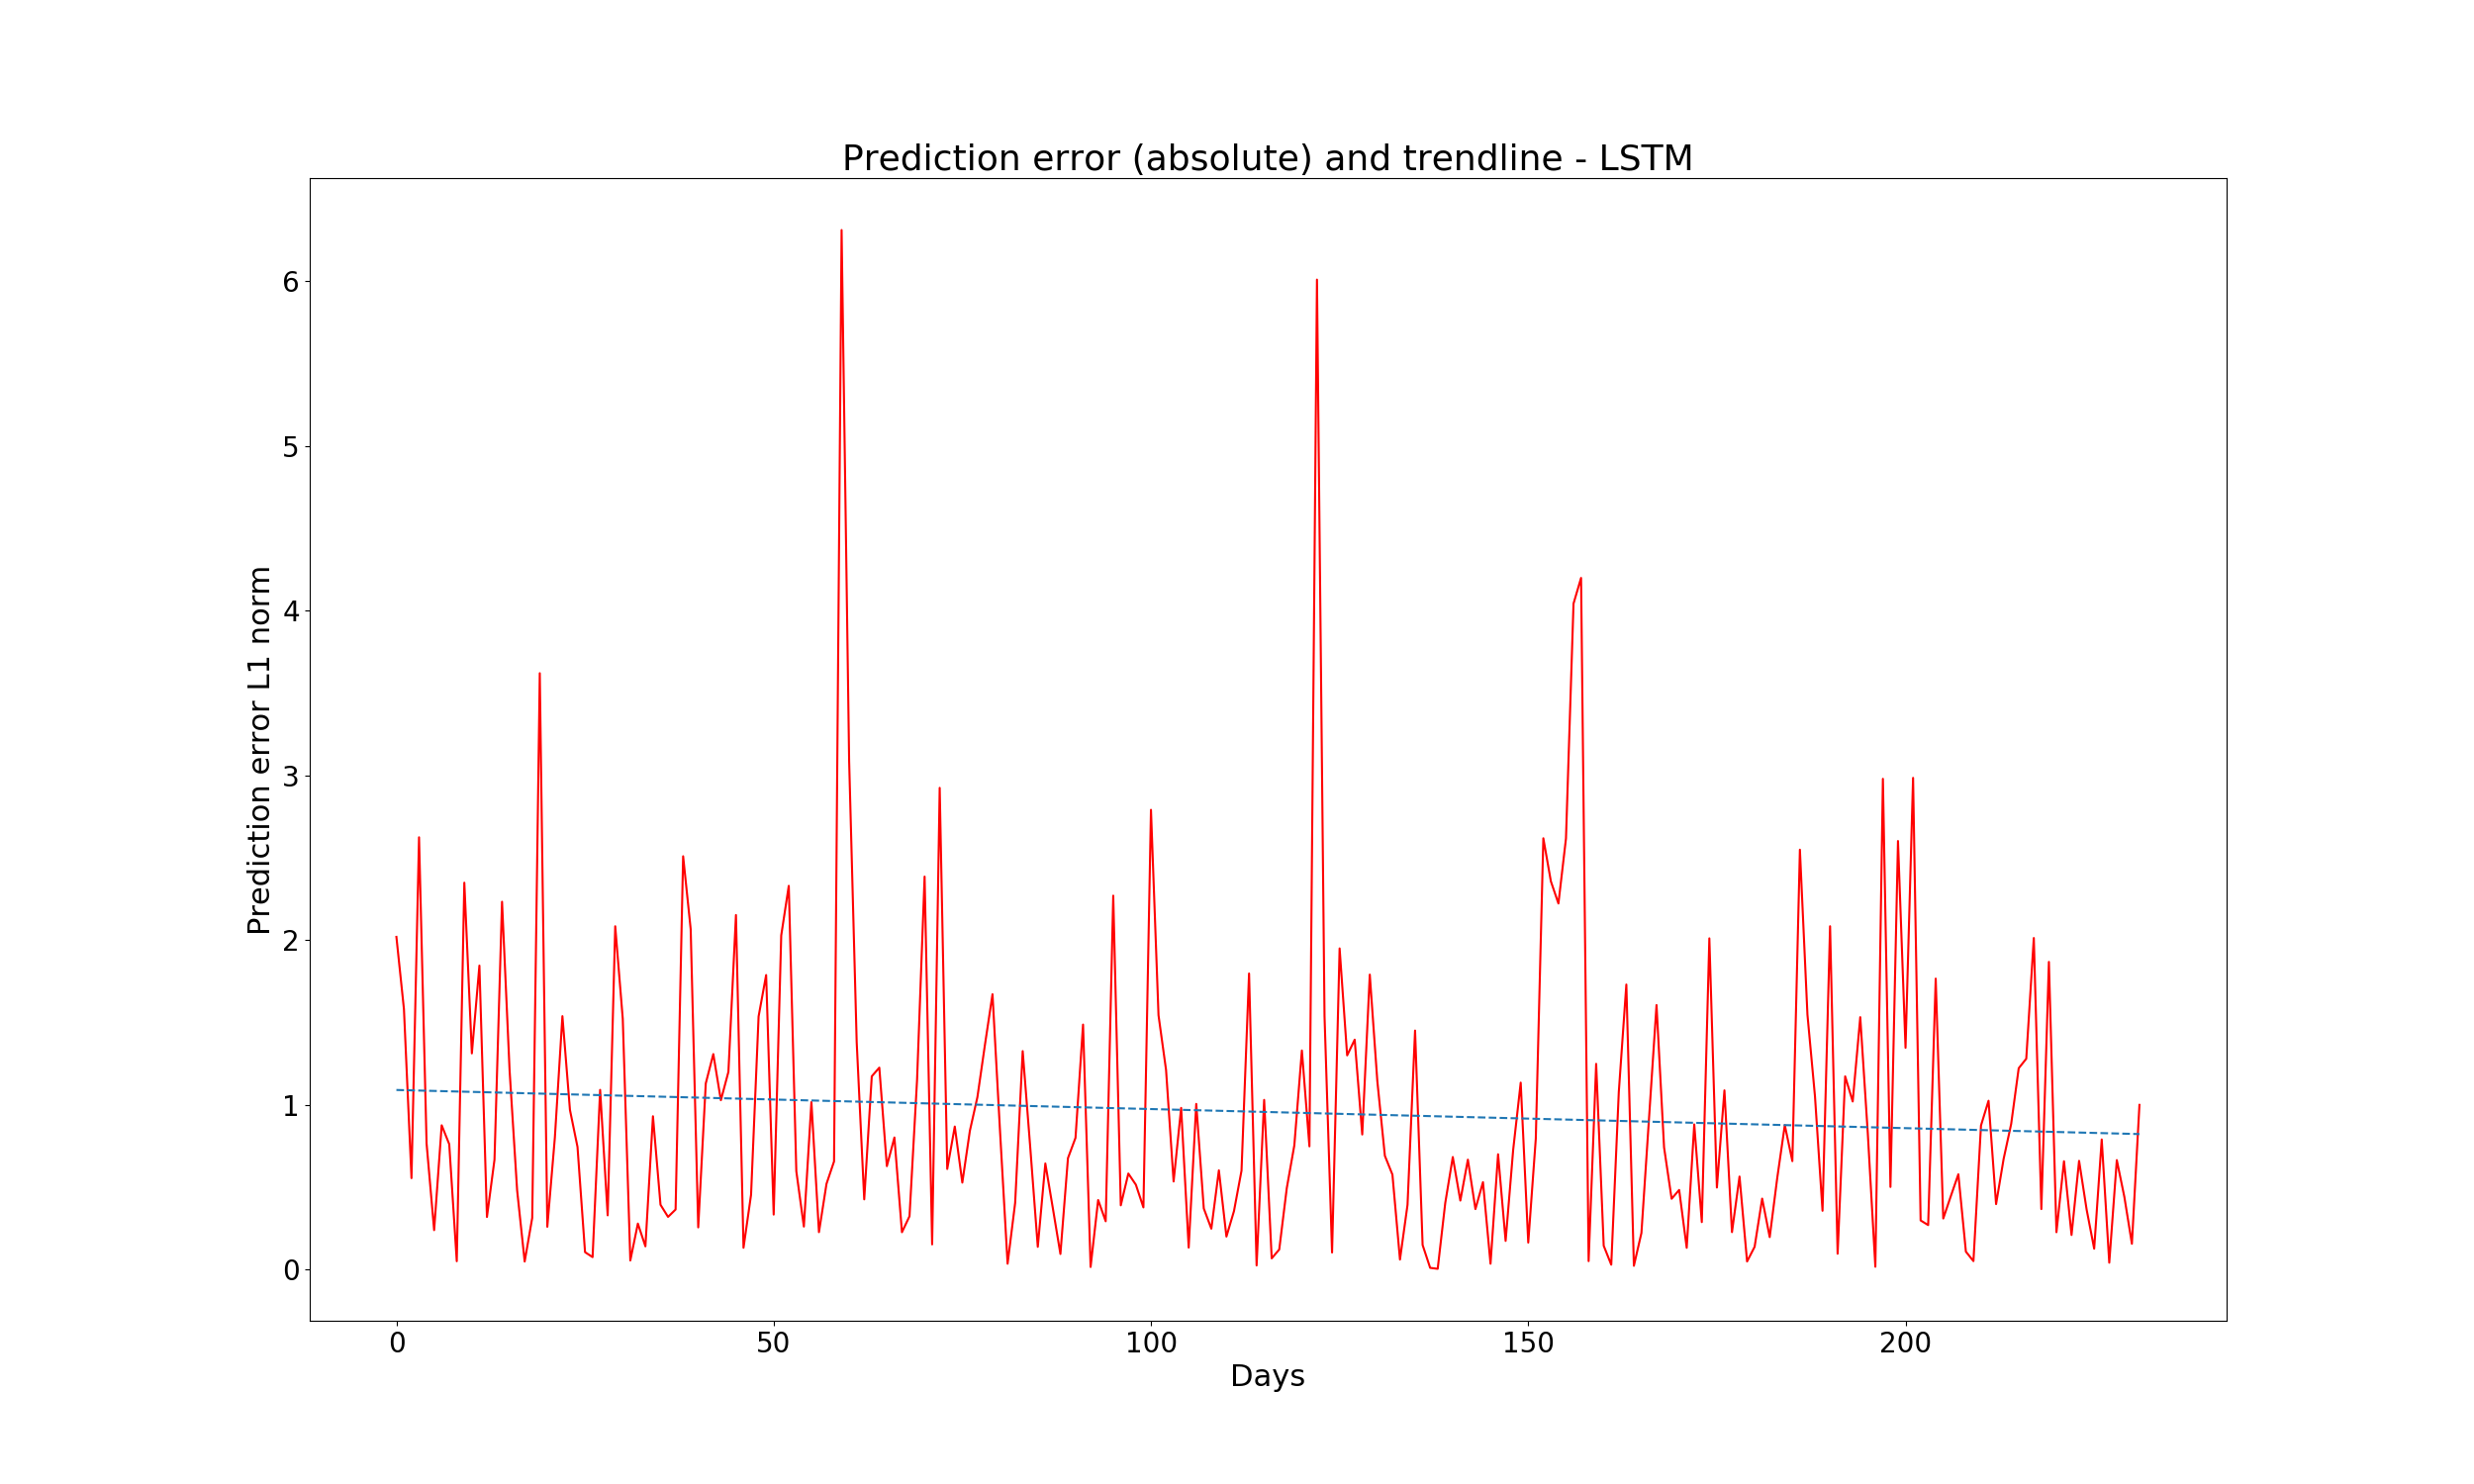 Prediction error (absolute) and trendline - LSTM
Prediction error L1 norm
6
5
4
3
2
1
0
0 50 100 150 200
Days